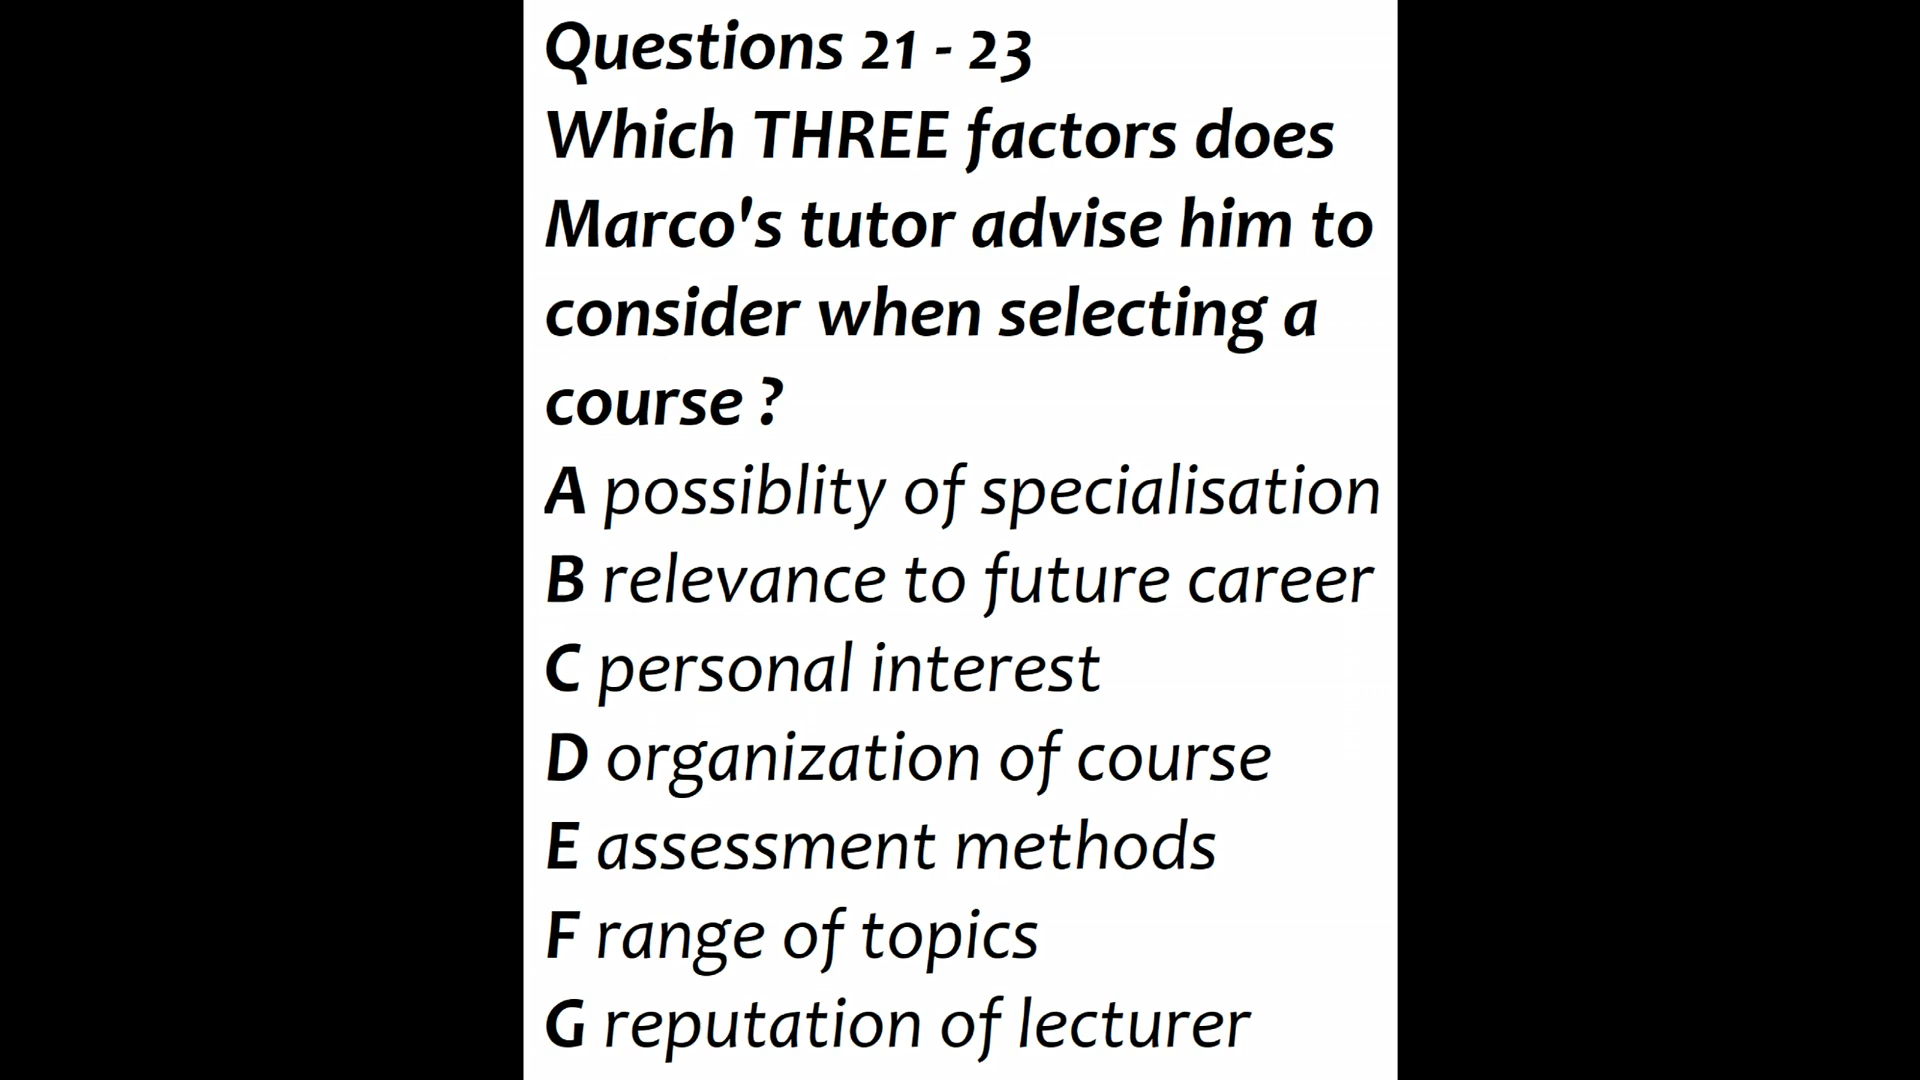 Questions 21 - 23
Which THREE factors does
Marco's tutor advise him to
consider when selecting a
course ?
A possiblity of specialisation
B relevance to future career
C personal interest
D organization of course
E assessment methods
F range of topics
G reputation of lecturer